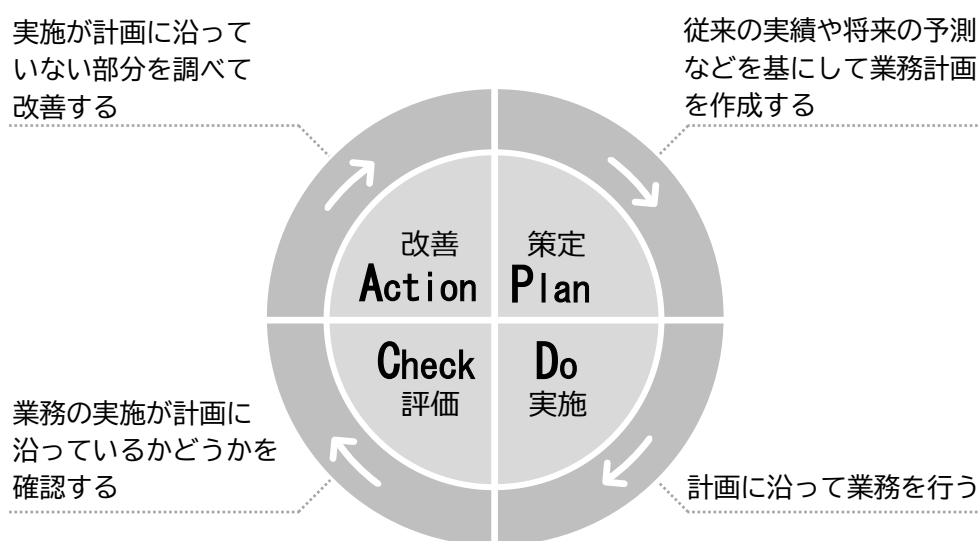 実施が計画に沿って
いない部分を調べて
改善する
従来の実績や将来の予測
などを基にして業務計画
を作成する
改善
Action
策定
Plan
Check
評価
Do
実施
業務の実施が計画に
沿っているかどうかを
確認する
計画に沿って業務を行う